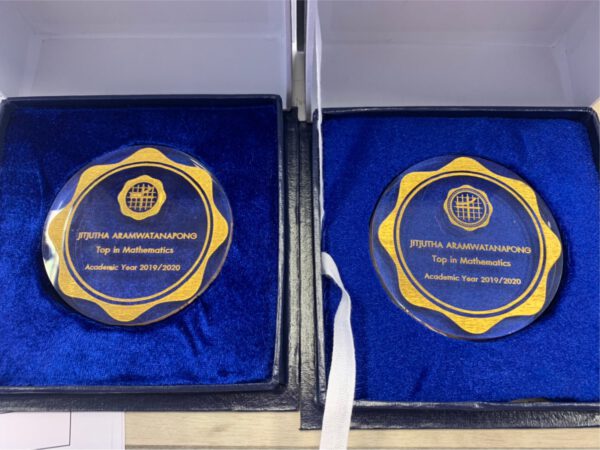 JITJUTHA ARAMWATANAPONG
Top in Mathematics
Academic Year 2019/2020
JITJUTHA ARAMWATANAPONG
Top in Mathematics
Academic Year 2019/2020